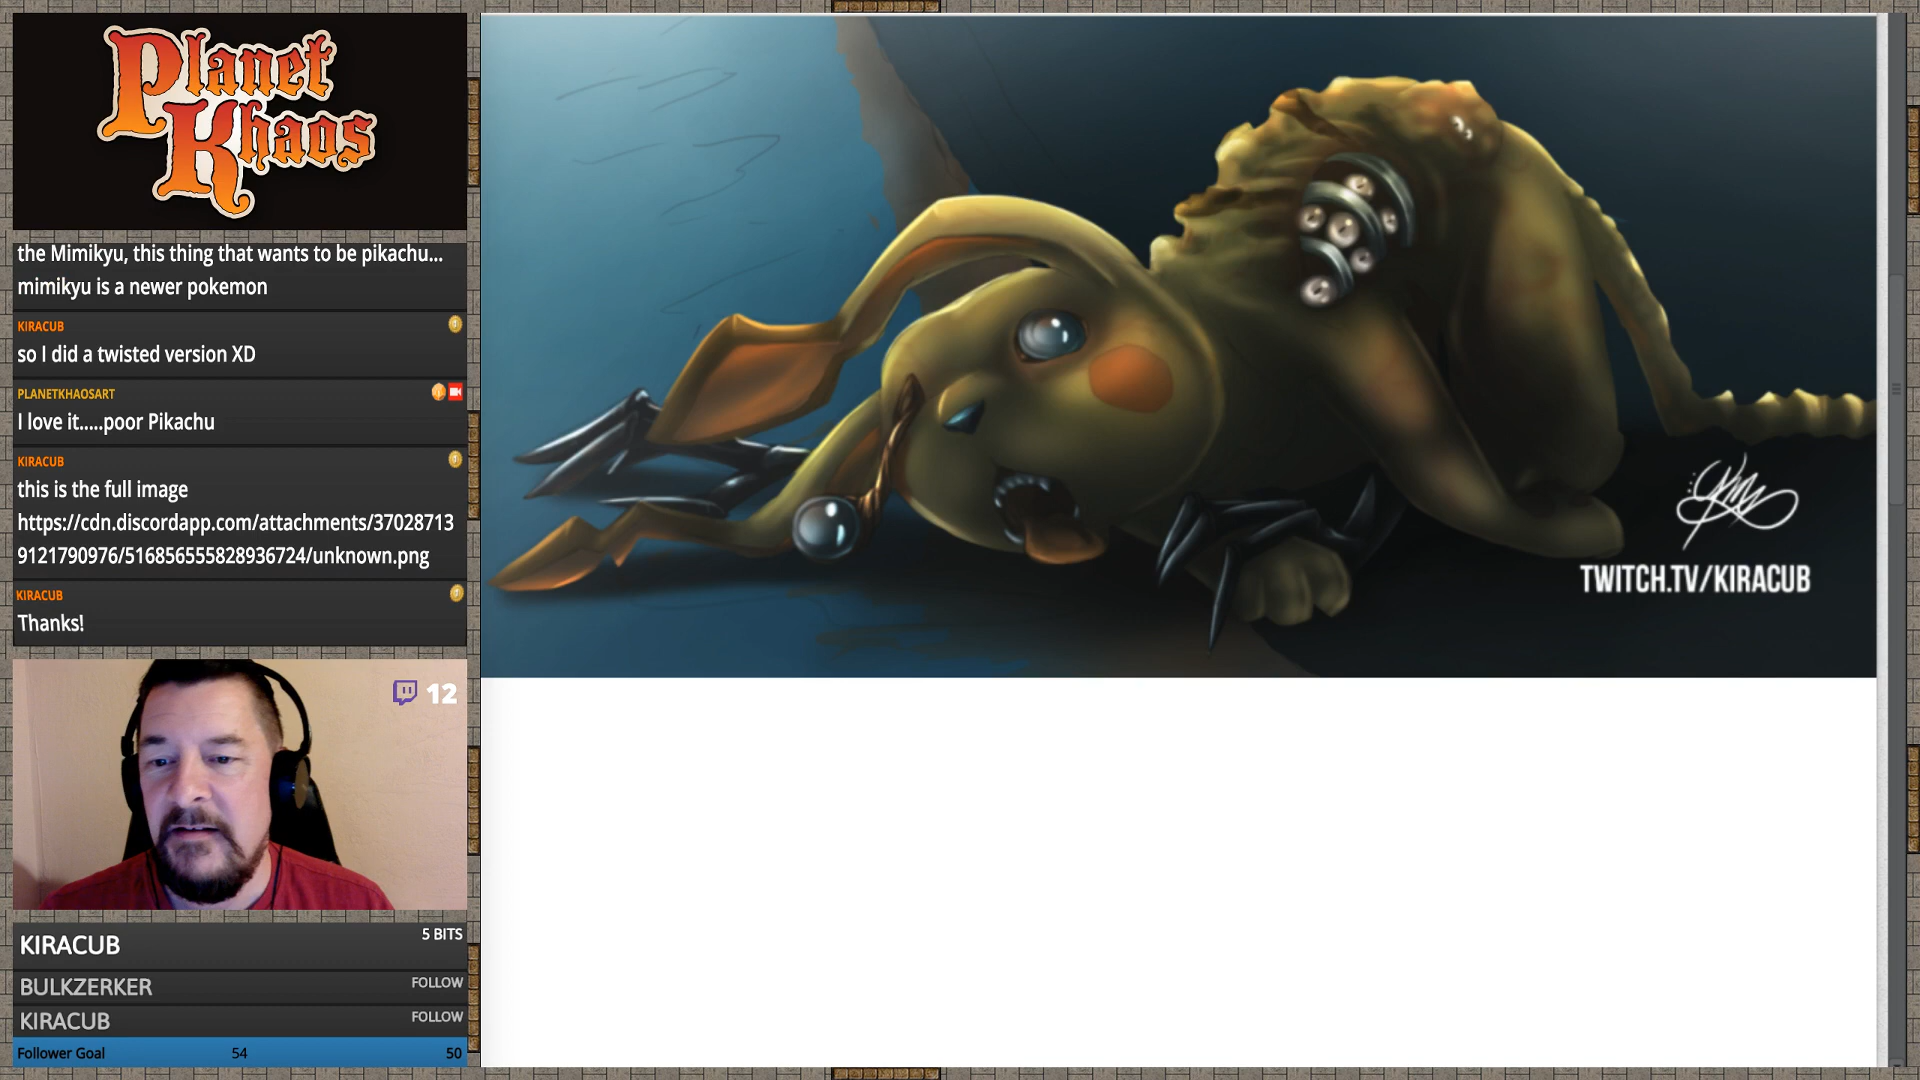 Planet
Khaos
the Mimikyu, this thing that wants to be pikachu...
mimikyu is a newer pokemon
KIRACUB
so I did a twisted version XD
PLANETKHAOSART
I love it.....poor Pikachu
KIRACUB
this is the full image
https://cdn.discordapp.com/attachments/37028713
9121790976/516856555828936724/unknown.png
KIRACUB
Thanks!
12
KIRACUB 5 BITS
BULKZERKER FOLLOW
KIRACUB FOLLOW
Follower Goal 54 50
TWITCH.TV/KIRACUB